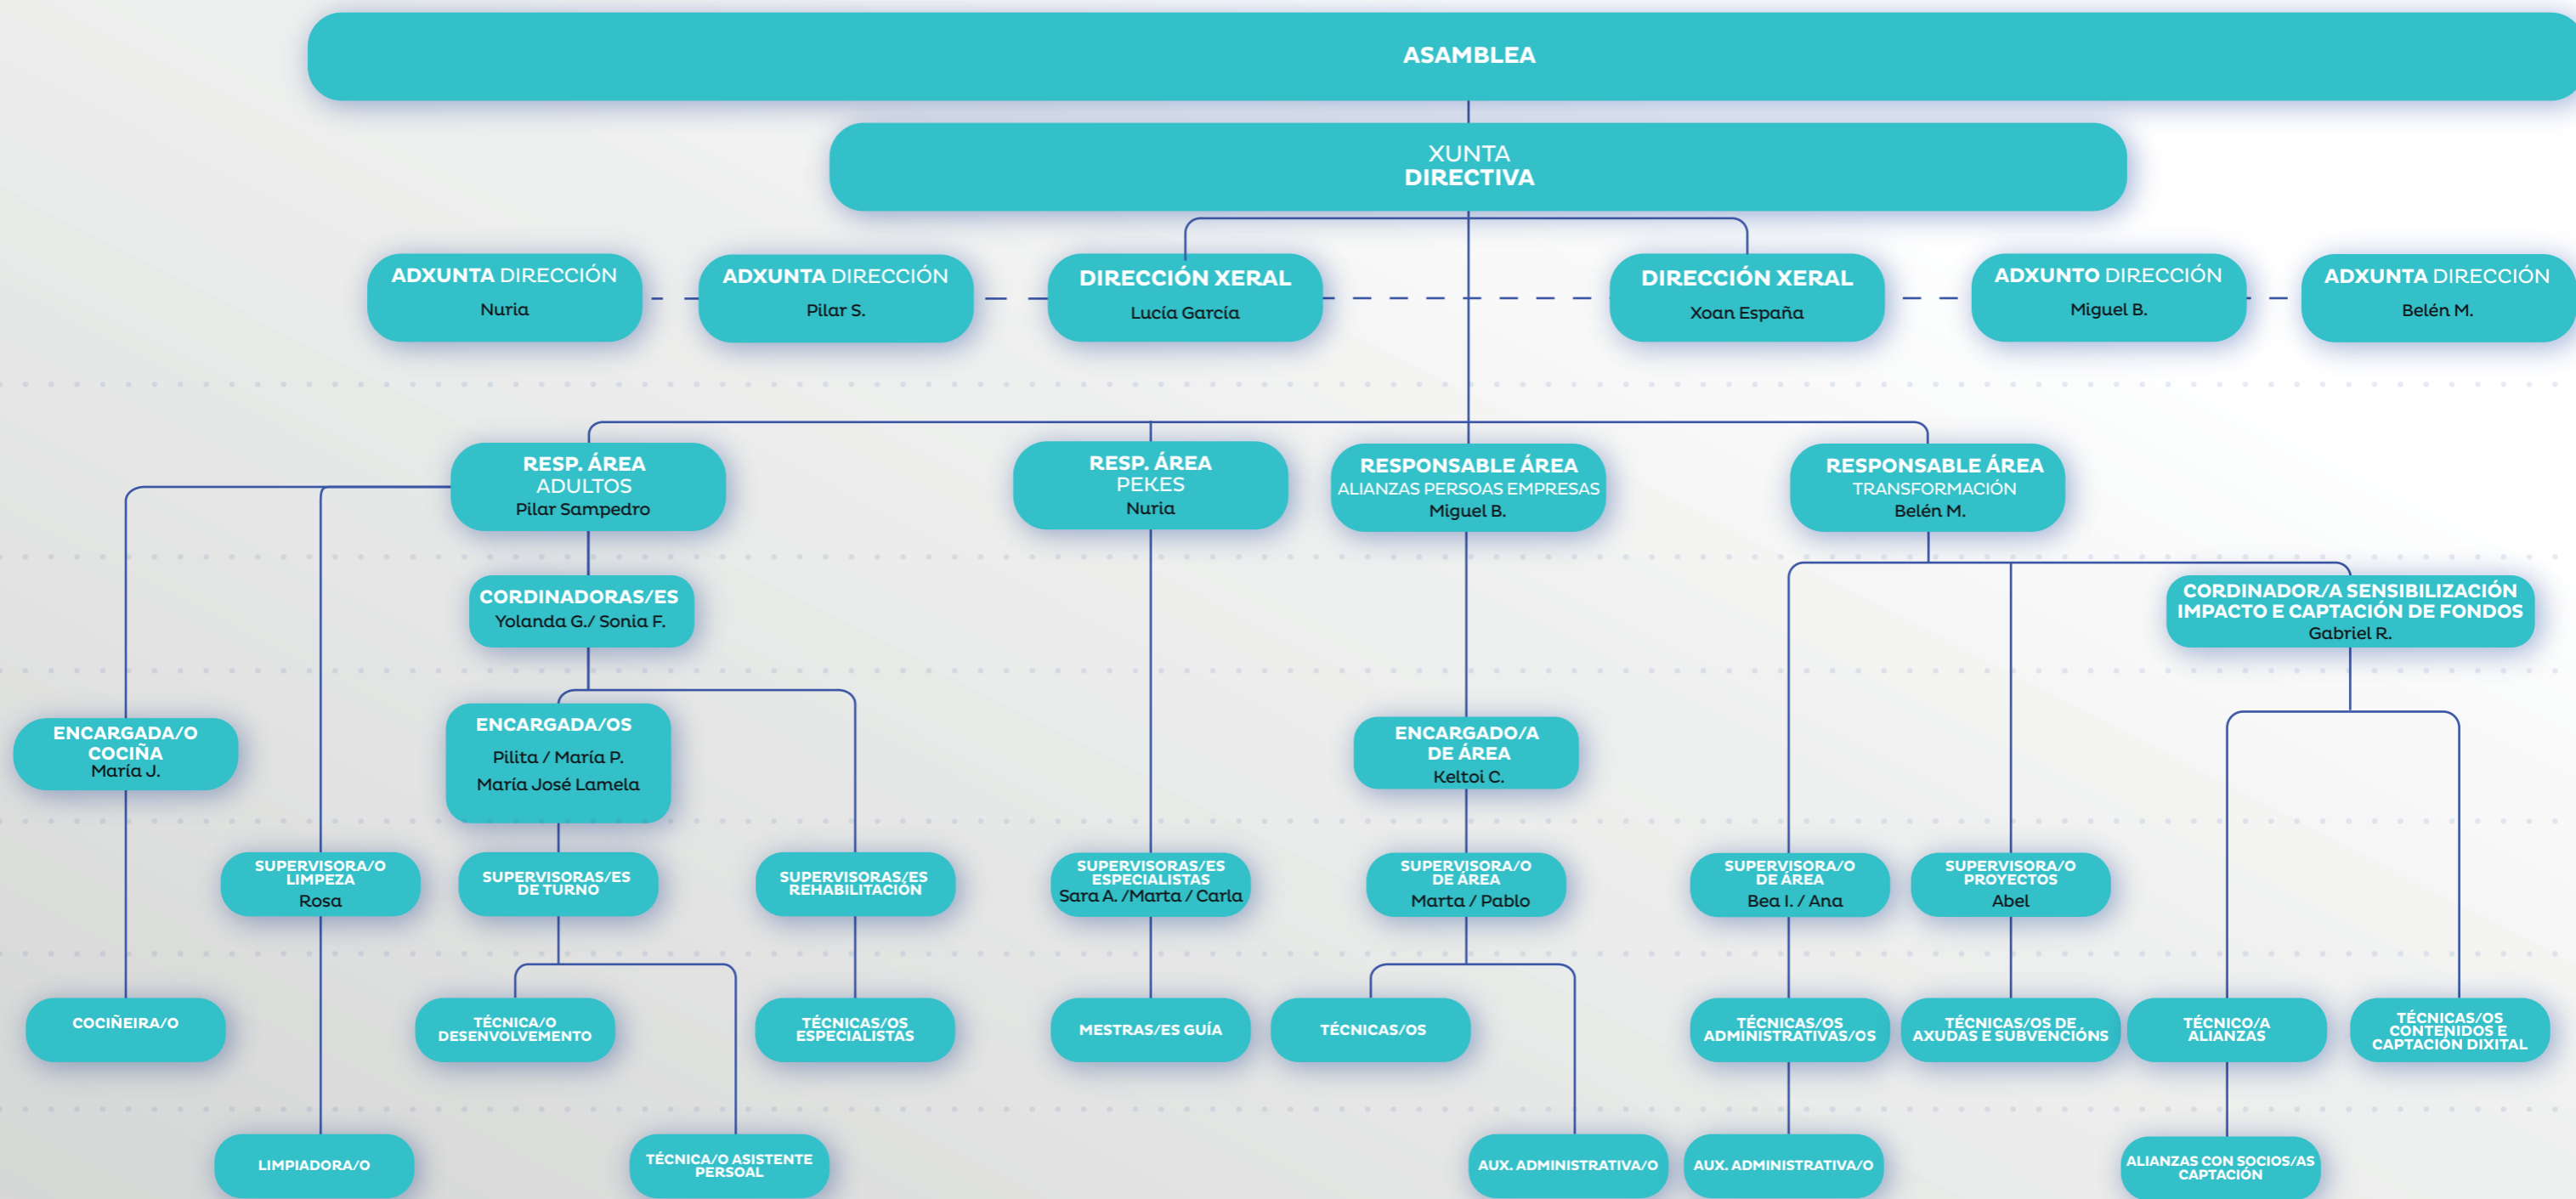 ASAMBLEA
XUNTA
DIRECTIVA
ADXUNTA DIRECCIÓN
Nuria
ADXUNTA DIRECCIÓN
Pilar S.
DIRECCIÓN XERAL
Lucía García
DIRECCIÓN XERAL
Xoan España
ADXUNTO DIRECCIÓN
Miguel B.
ADXUNTA DIRECCIÓN
Belén M.
RESP. ÁREA
ADULTOS
Pilar Sampedro
RESP. ÁREA
PEKES
Nuria
RESPONSABLE ÁREA
ALIANZAS PERSOAS EMPRESAS
Miguel B.
RESPONSABLE ÁREA
TRANSFORMACIÓN
Belén M.
CORDINADORAS/ES
Yolanda G./ Sonia F.
CORDINADOR/A SENSIBILIZACIÓN
IMPACTO E CAPTACIÓN DE FONDOS
Gabriel R.
ENCARGADA/O
COCIÑA
María J.
ENCARGADA/OS
Pilita / María P.
María José Lamela
ENCARGADO/A
DE ÁREA
Keltoi C.
SUPERVISORA/O
LIMPEZA
Rosa
SUPERVISORAS/ES
DE TURNO
SUPERVISORAS/ES
REHABILITACIÓN
SUPERVISORAS/ES
ESPECIALISTAS
Sara A. /Marta / Carla
SUPERVISORA/O
DE ÁREA
Marta / Pablo
SUPERVISORA/O
DE ÁREA
Bea I. / Ana
SUPERVISORA/O
PROYECTOS
Abel
COCIÑEIRA/O
TÉCNICA/O
DESENVOLVEMENTO
TÉCNICAS/OS
ESPECIALISTAS
MESTRAS/ES GUÍA
TÉCNICAS/OS
TÉCNICAS/OS
ADMINISTRATIVAS/OS
TÉCNICAS/OS DE
AXUDAS E SUBVENCIÓNS
TÉCNICO/A
ALIANZAS
TÉCNICAS/OS
CONTENIDOS E
CAPTACIÓN DIXITAL
LIMPIADORA/O
TÉCNICA/O ASISTENTE
PERSOAL
AUX. ADMINISTRATIVA/O
AUX. ADMINISTRATIVA/O
ALIANZAS CON SOCIOS/AS
CAPTACIÓN